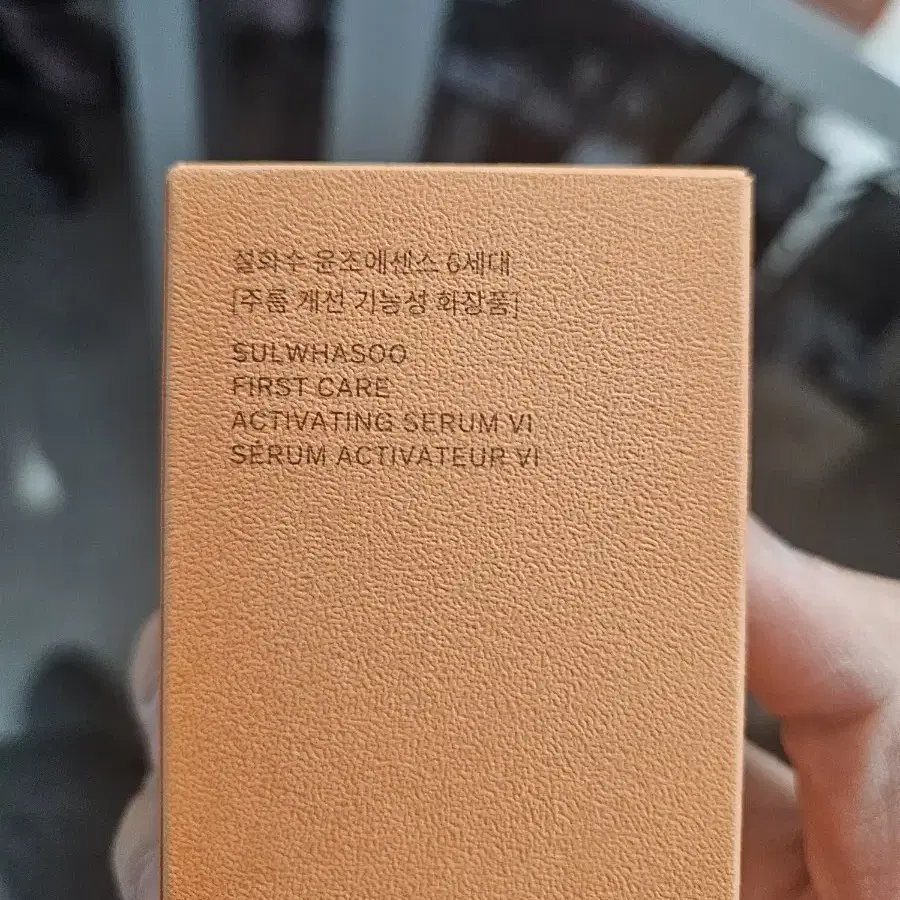 설화수 윤조에센스 6세대
[주름 개선 기능성 화장품]
SULWHASOO
FIRST CARE
ACTIVATING SERUM VI
SÉRUM ACTIVATEUR VI